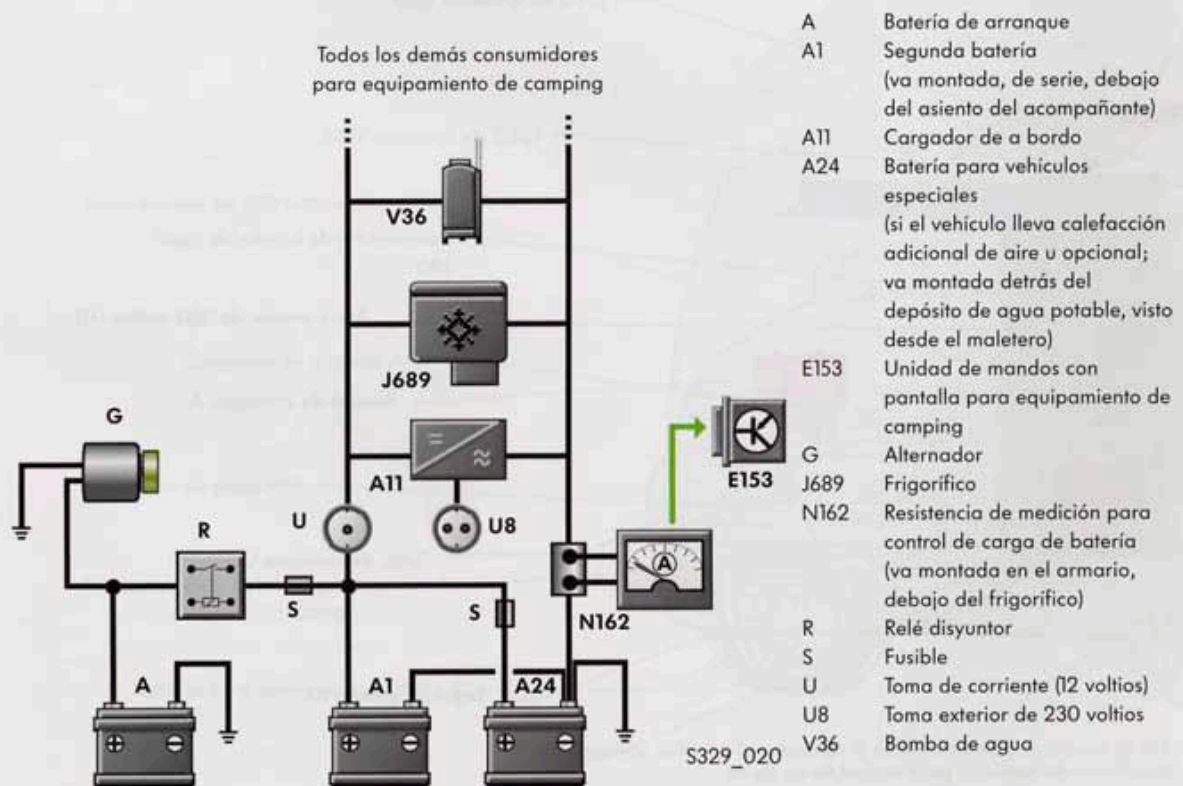 Todos los demás consumidores
para equipamiento de camping
V36
J689
G
A11
E153
U
U8
R
S
S
N162
A
A1
A24
S329_020
A Batería de arranque
A1 Segunda batería
(va montada, de serie, debajo
del asiento del acompañante)
A11 Cargador de a bordo
A24 Batería para vehículos
especiales
(si el vehículo lleva calefacción
adicional de aire u opcional;
va montada detrás del
depósito de agua potable, visto
desde el maletero)
E153 Unidad de mandos con
pantalla para equipamiento de
camping
G Alternador
J689 Frigorífico
N162 Resistencia de medición para
control de carga de batería
(va montada en el armario,
debajo del frigorífico)
R Relé disyuntor
S Fusible
U Toma de corriente (12 voltios)
U8 Toma exterior de 230 voltios
V36 Bomba de agua